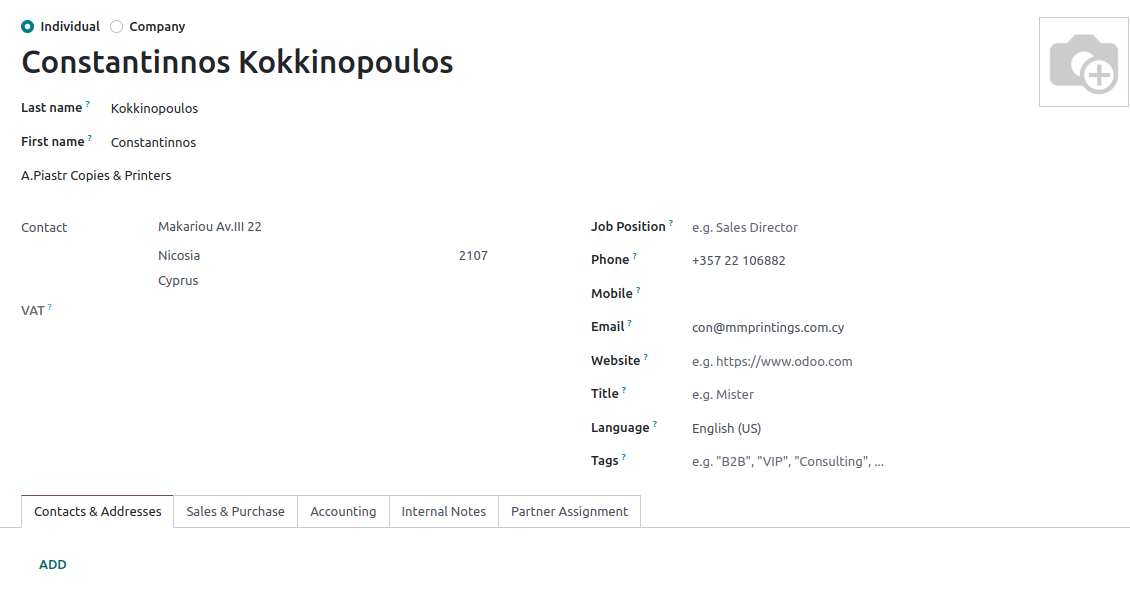 Individual Company
Constantinnos Kokkinopoulos
Last name ? Kokkinopoulos
First name ? Constantinnos
A.Piastr Copies & Printers
Contact Makariou Av.III 22
Nicosia 2107
Cyprus
VAT ?
Job Position ? e.g. Sales Director
Phone ? +357 22 106882
Mobile ?
Email ? con@mmprintings.com.cy
Website ? e.g. https://www.odoo.com
Title ? e.g. Mister
Language ? English (US)
Tags ? e.g. "B2B", "VIP", "Consulting", ...
Contacts & Addresses Sales & Purchase Accounting Internal Notes Partner Assignment
ADD